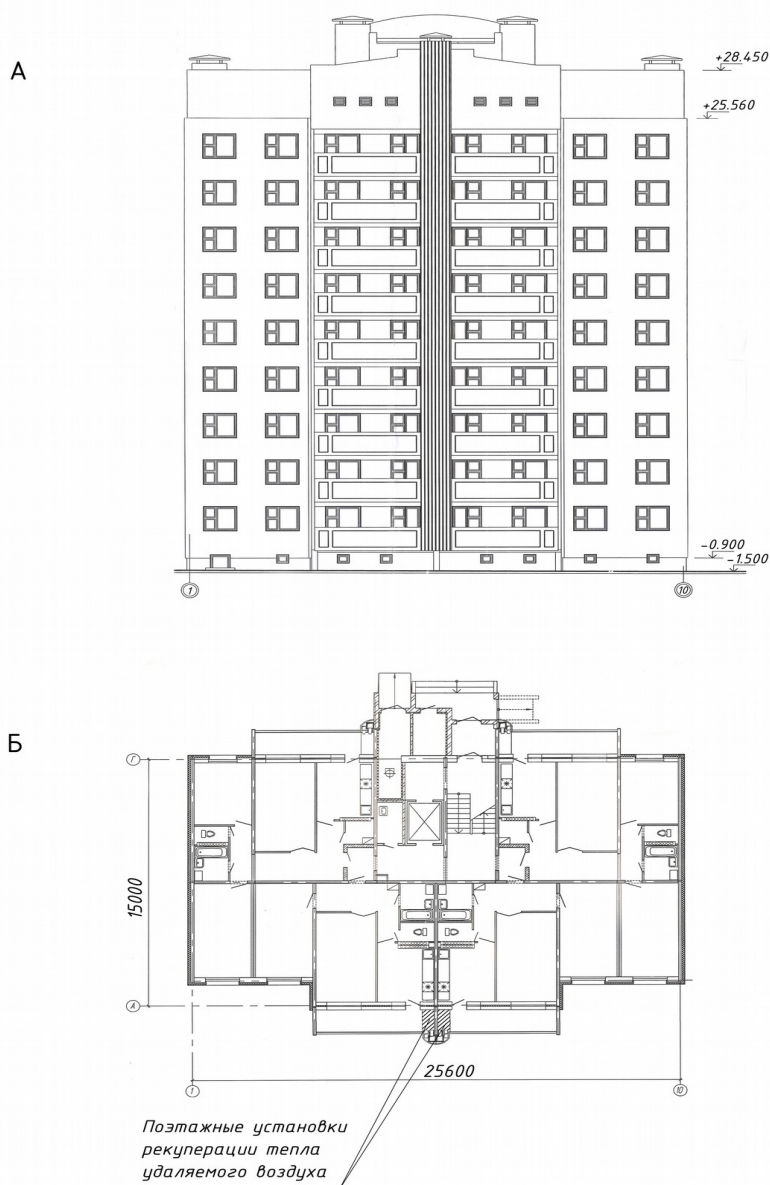 А
+28.450
+25.560
-0.900
-1.500
1
10
Б
Г
15000
А
25600
1
10
Поэтажные установки
рекуперации тепла
удаляемого воздуха